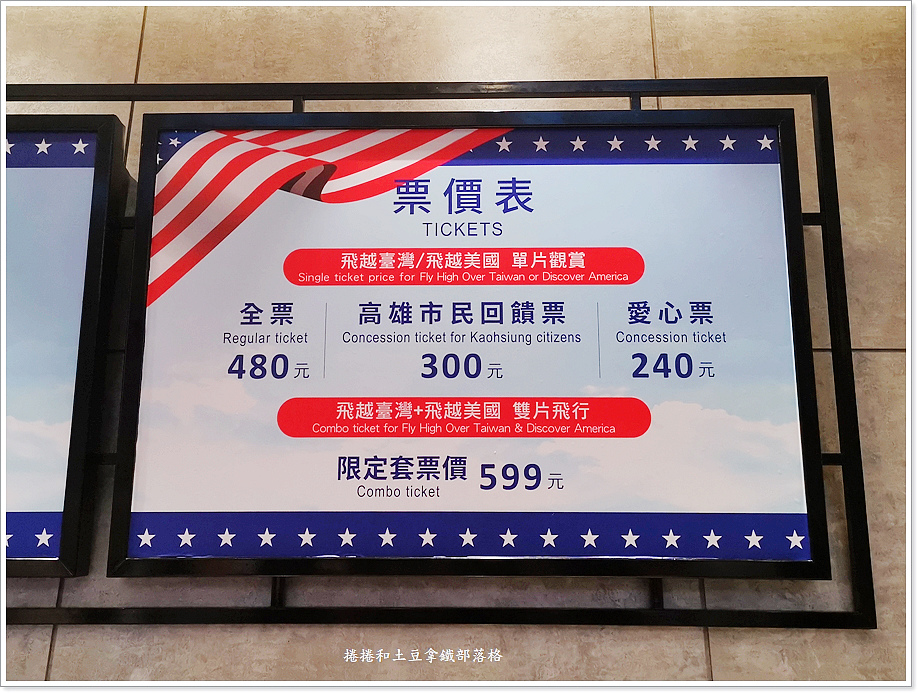 票價表
TICKETS
飛越臺灣/飛越美國 單片觀賞
Single ticket price for Fly High Over Taiwan or Discover America
全票
Regular ticket
480元
高雄市民回饋票
Concession ticket for Kaohsiung citizens
300元
愛心票
Concession ticket
240元
飛越臺灣+飛越美國 雙片飛行
Combo ticket for Fly High Over Taiwan & Discover America
限定套票價 599元
Combo ticket
捲捲和土豆拿鐵部落格